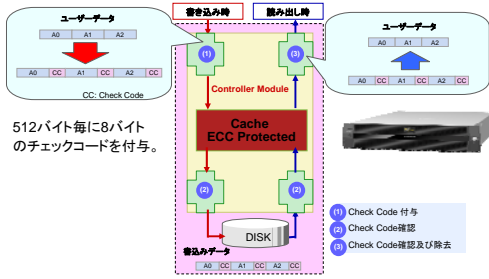 ユーザーデータ
A0 A1 A2
A0 CC A1 CC A2 CC
CC: Check Code
512バイト毎に8バイト
のチェックコードを付与。
書き込み時
読み出し時
(1)
(3)
Controller Module
Cache
ECC Protected
(2)
(2)
DISK
書込みデータ
A0 CC A1 CC A2 CC
ユーザーデータ
A0 A1 A2
A0 CC A1 CC A2 CC
(1) Check Code 付与
(2) Check Code確認
(3) Check Code確認及び除去